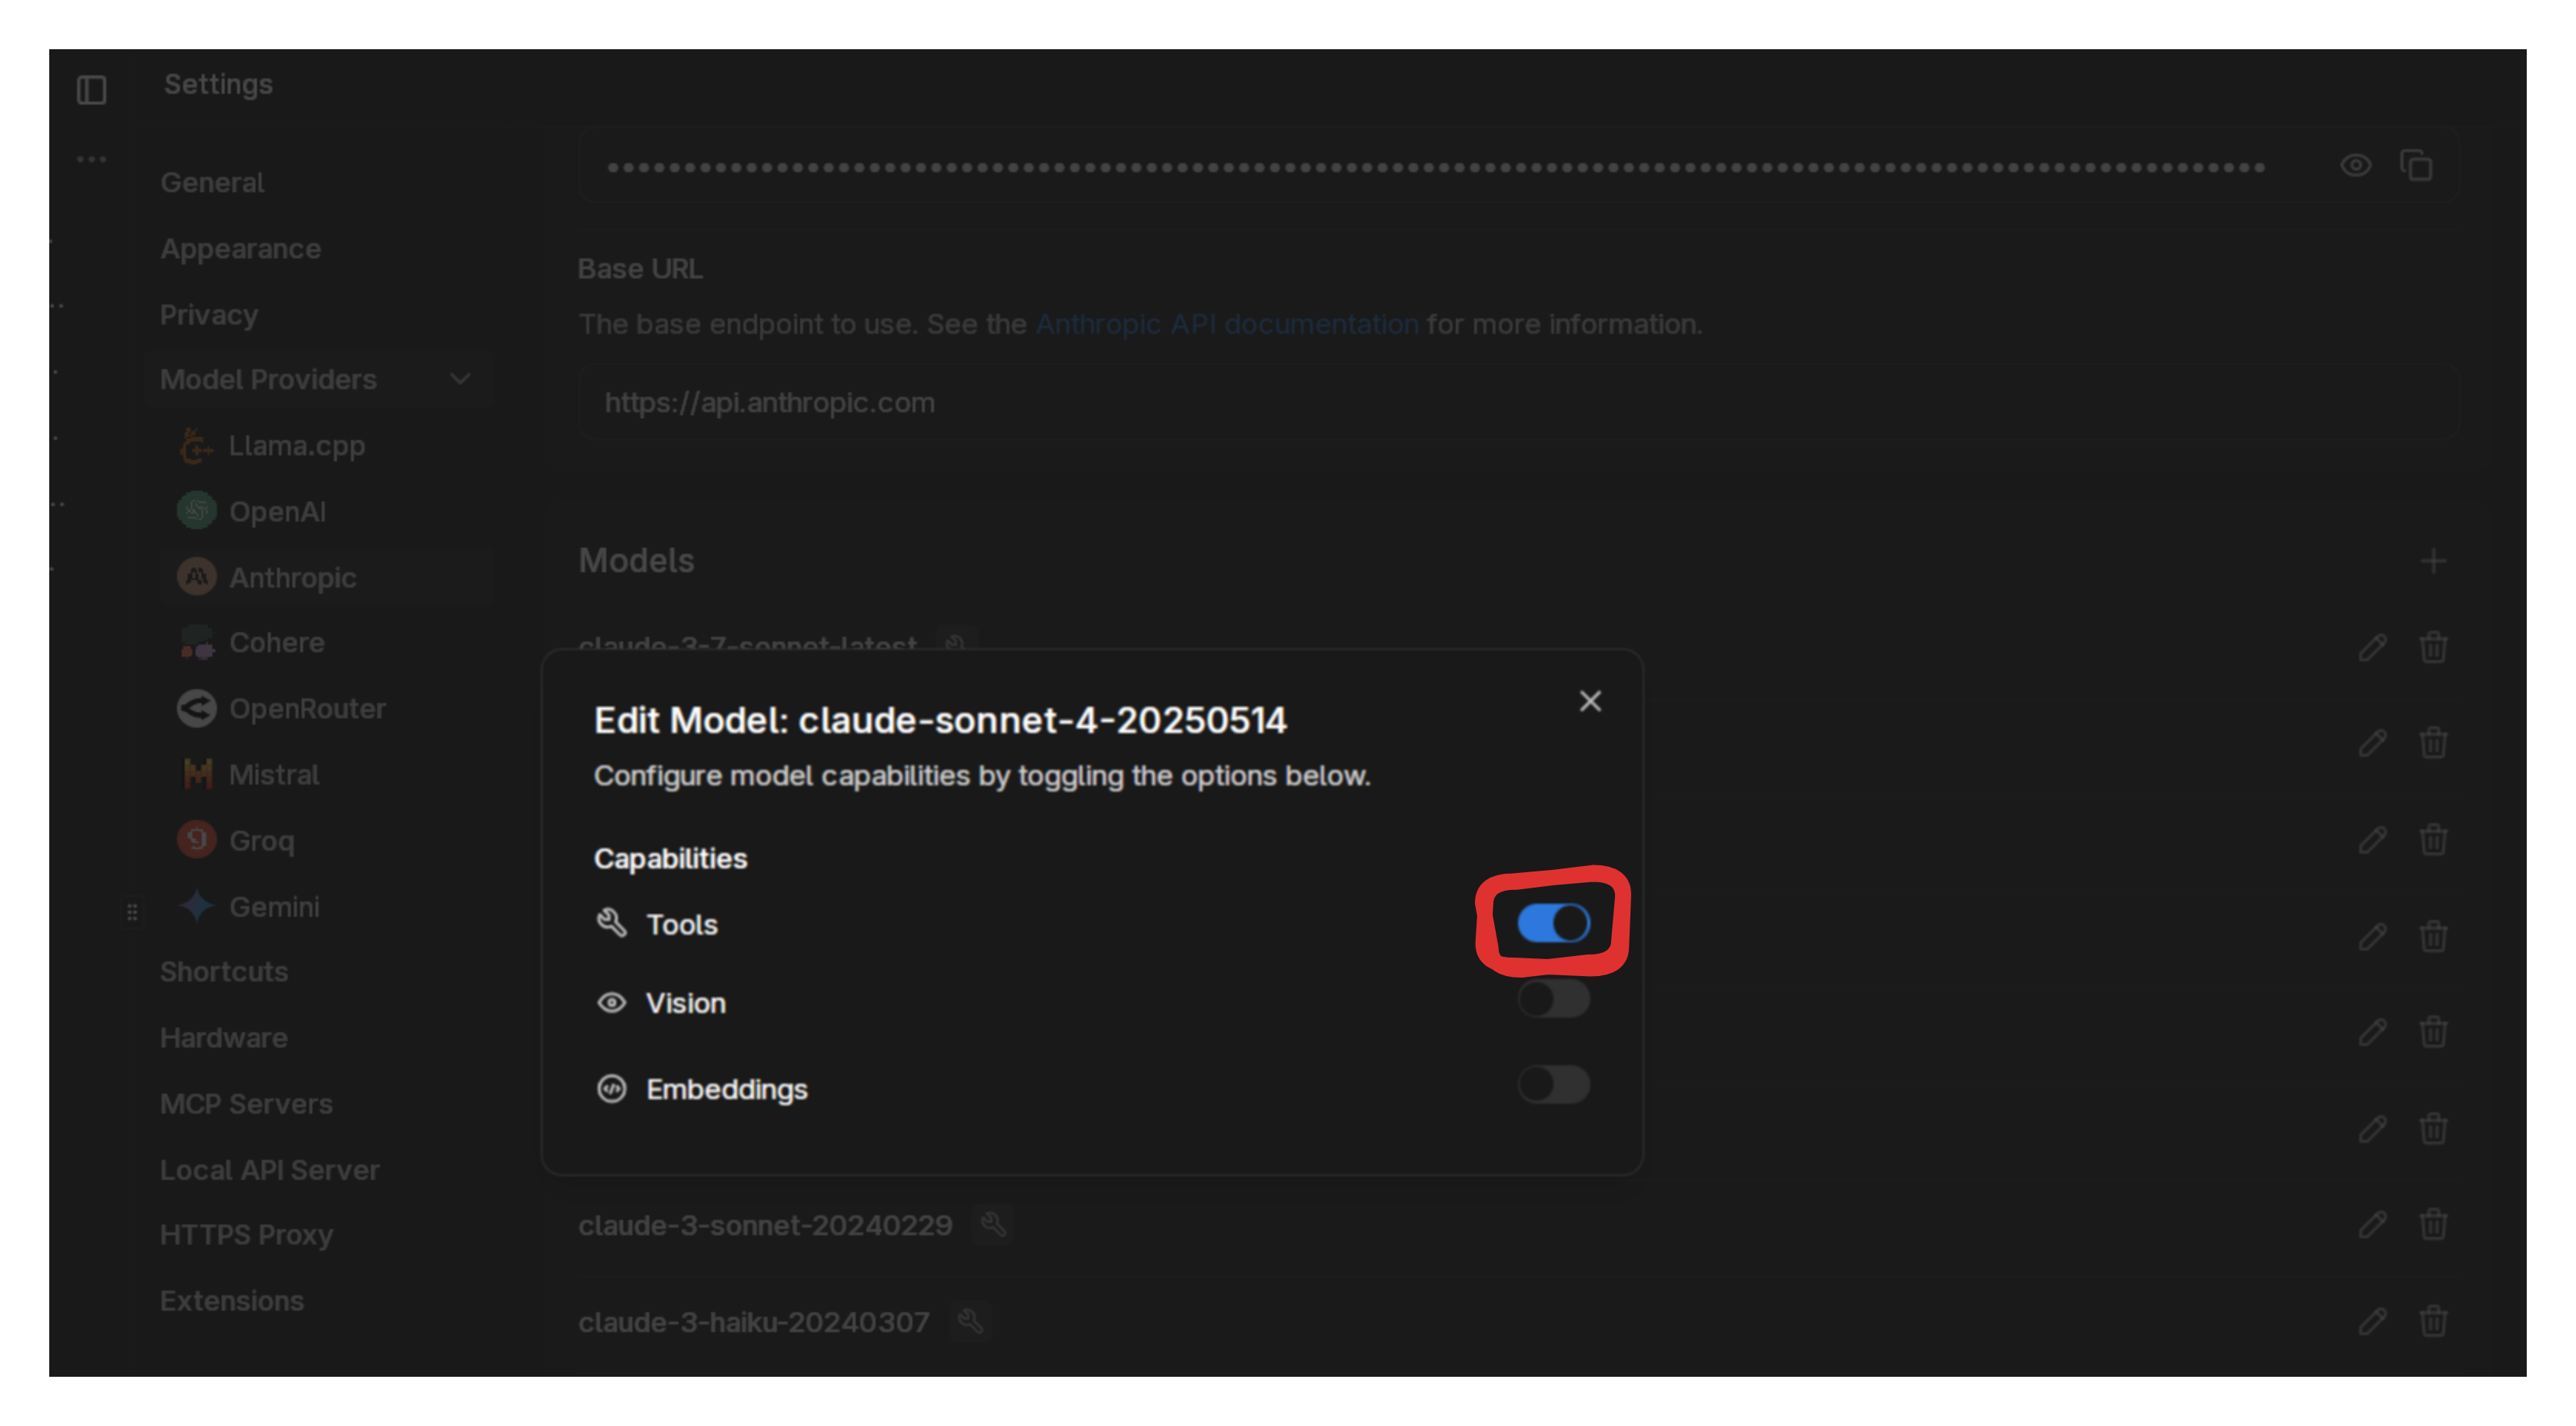 Settings
General
Appearance
Privacy
Model Providers
Llama.cpp
OpenAI
Anthropic
Cohere
OpenRouter
Mistral
Groq
Gemini
Shortcuts
Hardware
MCP Servers
Local API Server
HTTPS Proxy
Extensions
Base URL
The base endpoint to use. See the Anthropic API documentation for more information.
https://api.anthropic.com
Models
claude-3-7-sonnet-latest
Edit Model: claude-sonnet-4-20250514
Configure model capabilities by toggling the options below.
Capabilities
Tools
Vision
Embeddings
claude-3-sonnet-20240229
claude-3-haiku-20240307